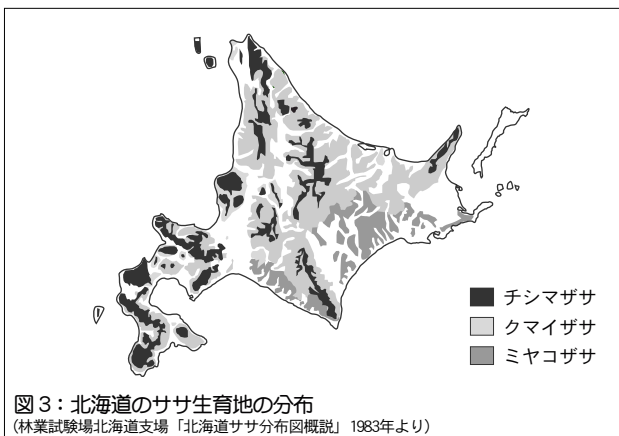 チシマザサ
クマイザサ
ミヤコザサ
図3：北海道のササ生育地の分布
(林業試験場北海道支場「北海道ササ分布図概説」1983年より)